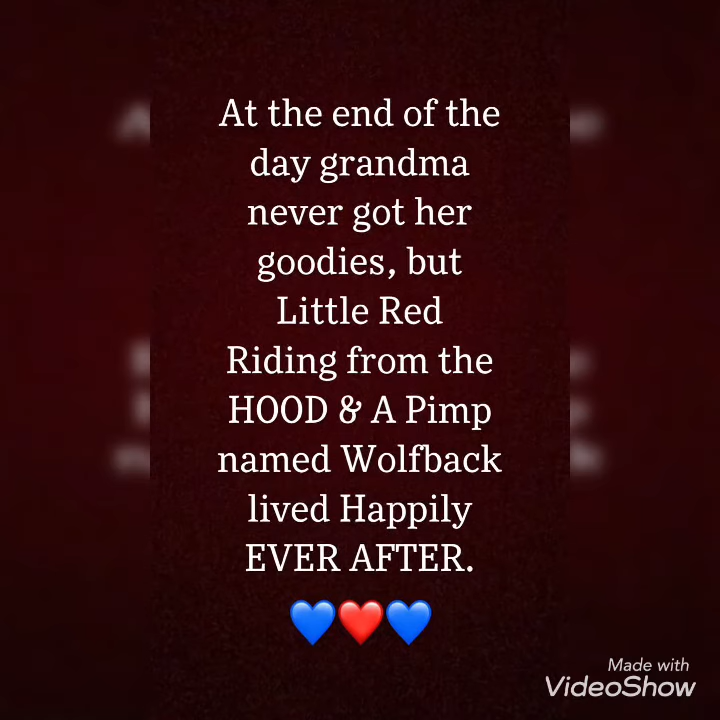 At the end of the
day grandma
never got her
goodies, but
Little Red
Riding from the
HOOD & A Pimp
named Wolfback
lived Happily
EVER AFTER.
💙❤️💙
Made with
VideoShow